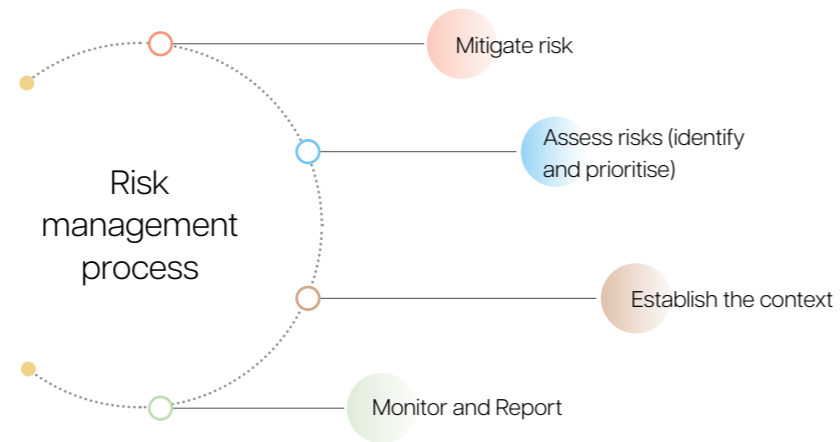 Mitigate risk
Assess risks (identify
and prioritise)
Risk
management
process
Establish the context
Monitor and Report